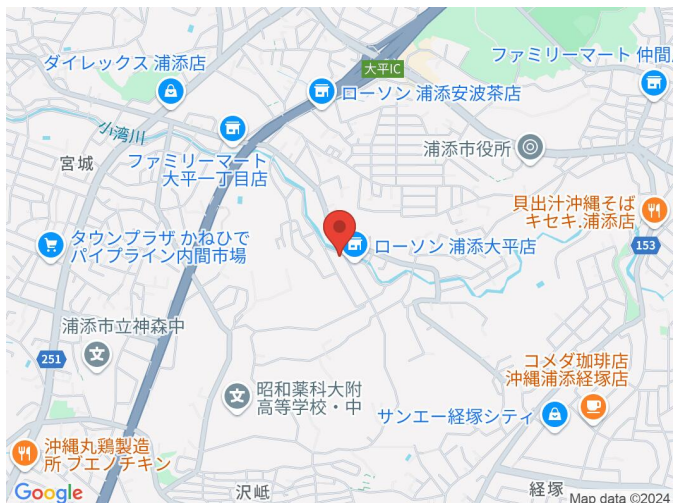 ダイレックス 浦添店
大平IC
ファミリーマート 仲間店
ローソン 浦添安波茶店
小湾川
宮城
ファミリーマート
大平一丁目店
浦添市役所
貝出汁沖縄そば
キセキ.浦添店
タウンプラザ かねひで
パイプライン内間市場
ローソン 浦添大平店
153
浦添市立神森中
251
コメダ珈琲店
沖縄浦添経塚店
昭和薬科大附
高等学校・中
サンエー経塚シティ
沖縄丸鶏製造
所 ブエノチキン
沢岻
経塚
Google
Map data ©2024